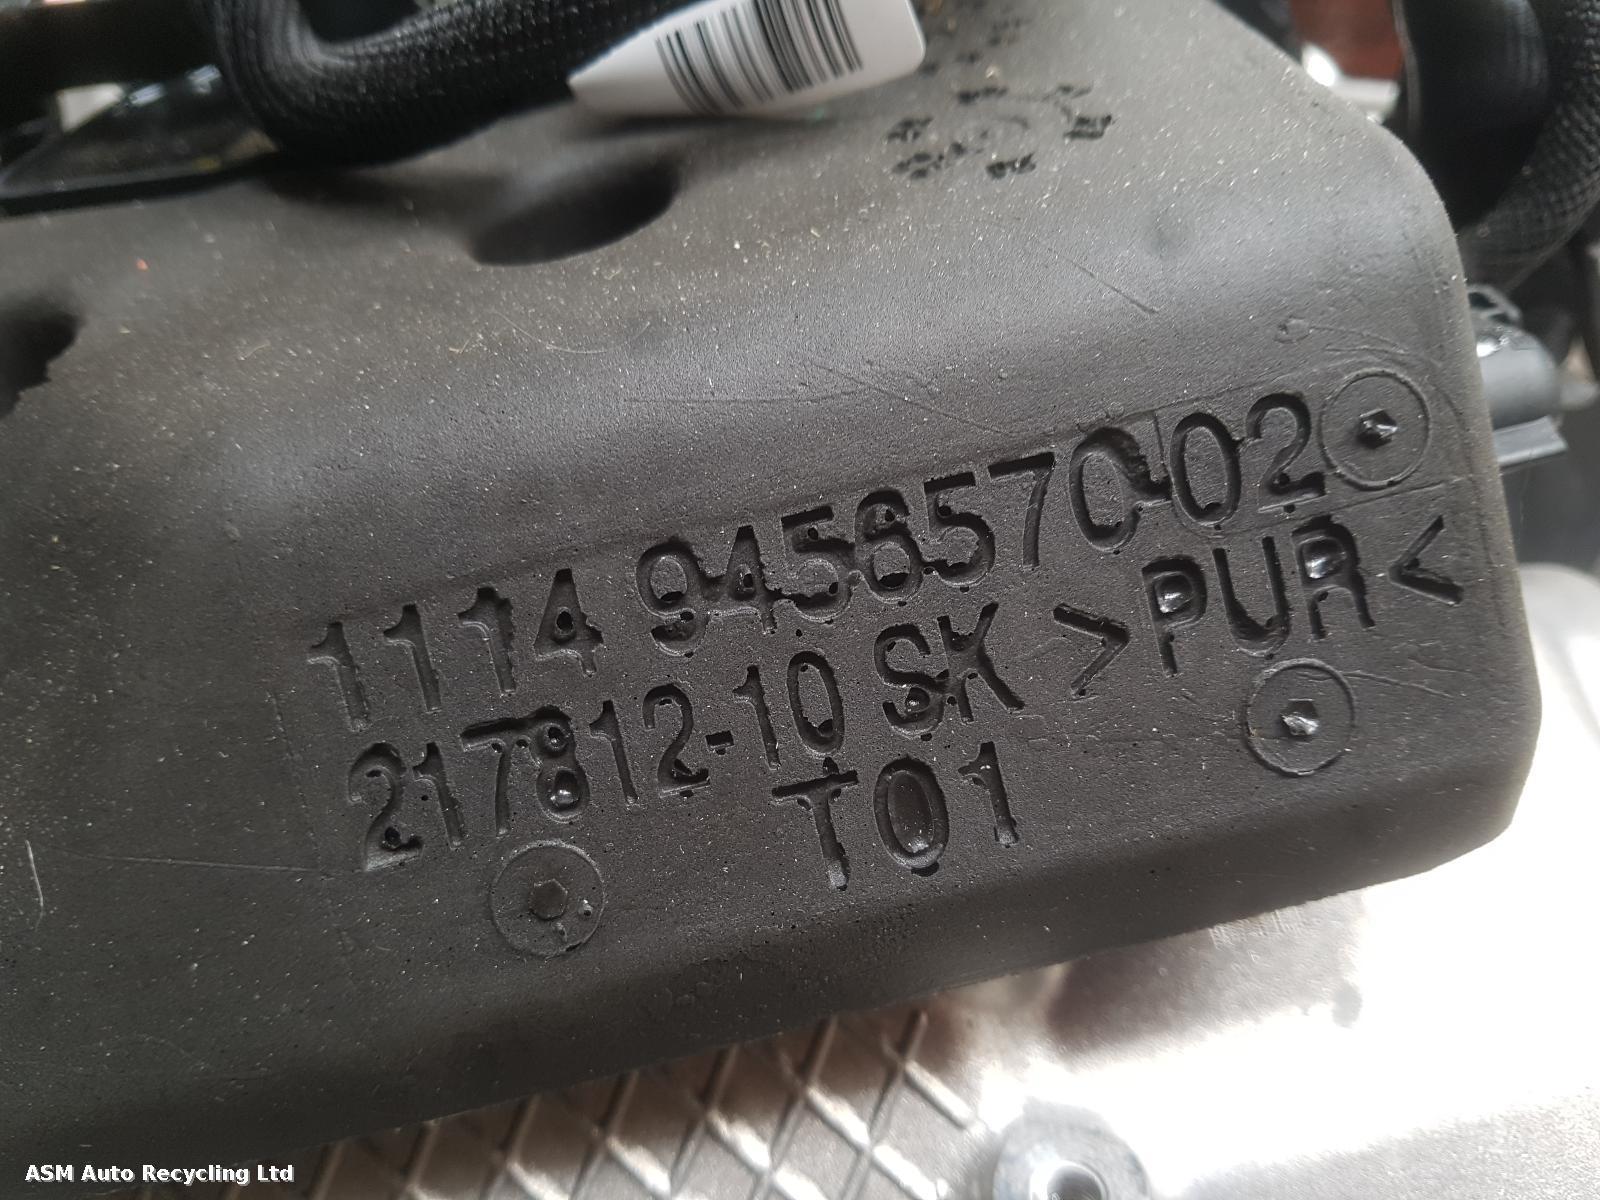 1114 9456570-02
217812-10 SK >PUR<
T01
ASM Auto Recycling Ltd